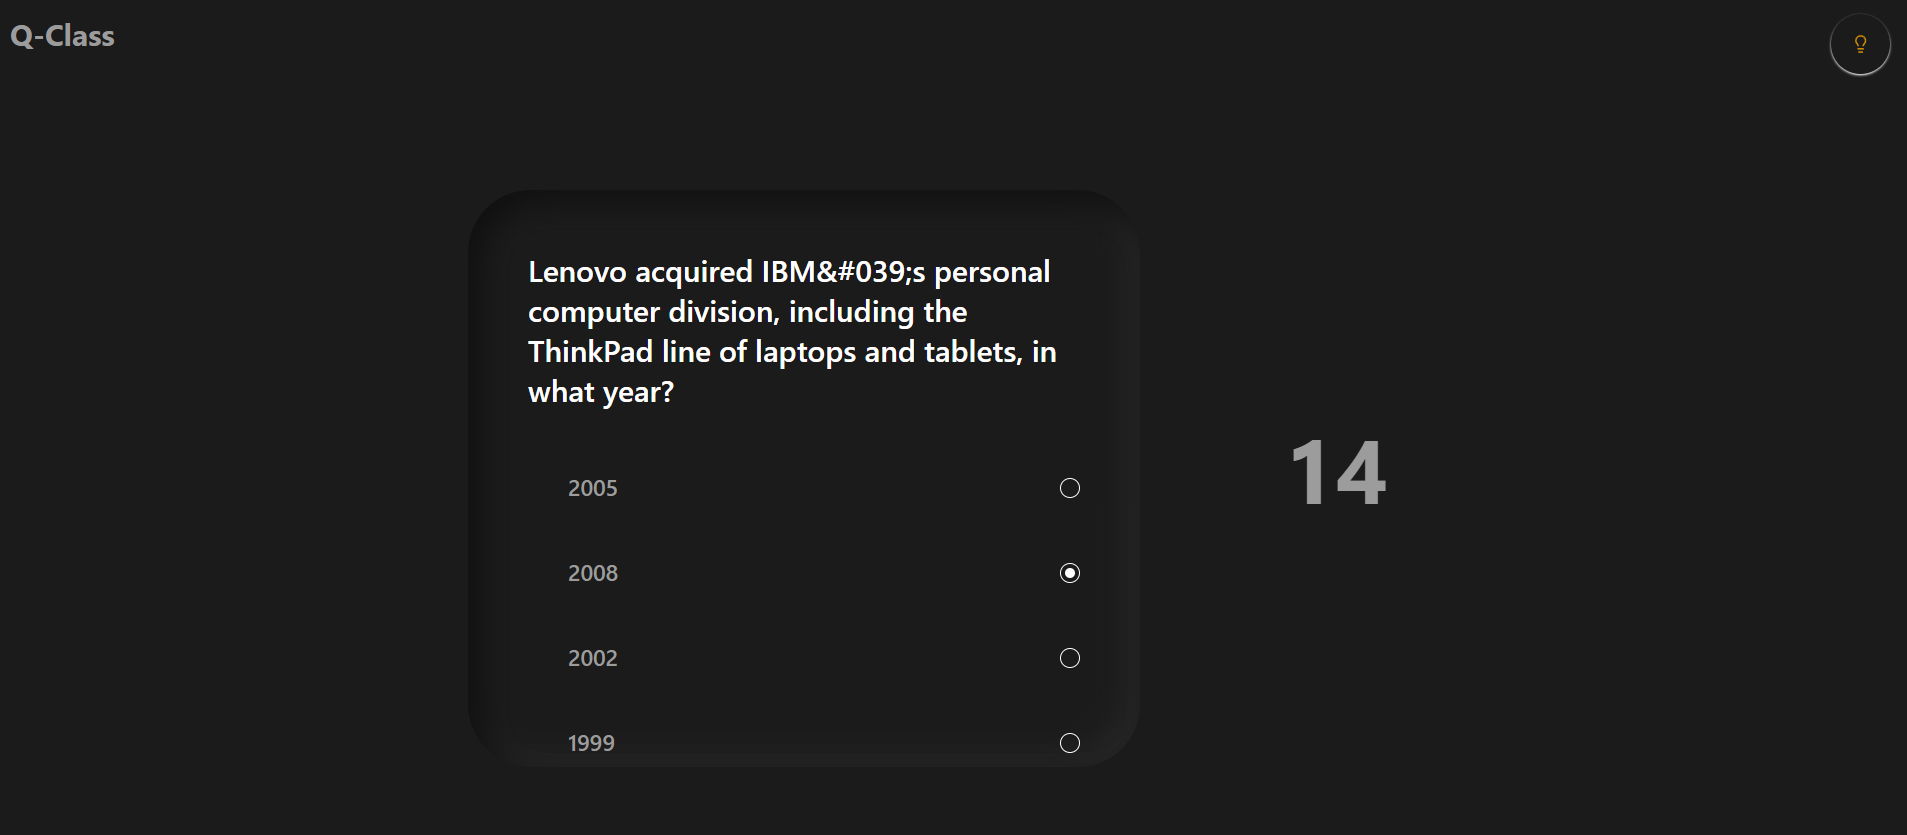 Q-Class
Lenovo acquired IBM&#039;s personal
computer division, including the
ThinkPad line of laptops and tablets, in
what year?
2005
2008
2002
1999
14